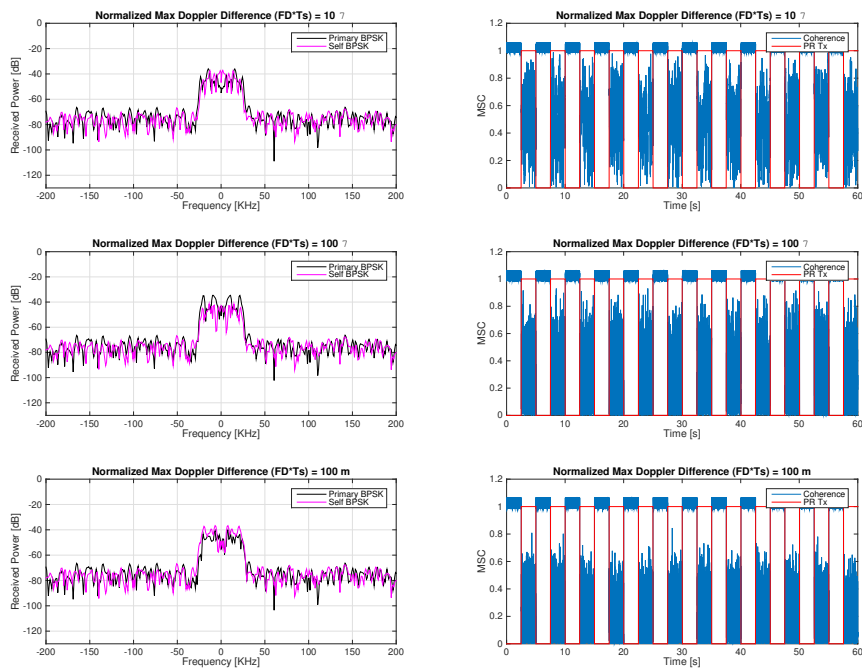 Normalized Max Doppler Difference (FD*Ts) = 10 7
Received Power [dB]
0
-20
-40
-60
-80
-100
-120
Primary BPSK
Self BPSK
-200 -150 -100 -50 0 50 100 150 200
Frequency [KHz]
Normalized Max Doppler Difference (FD*Ts) = 10 7
MSC
1.2
1
0.8
0.6
0.4
0.2
0
Coherence
PR Tx
0 10 20 30 40 50 60
Time [s]
Normalized Max Doppler Difference (FD*Ts) = 100 7
Received Power [dB]
0
-20
-40
-60
-80
-100
-120
Primary BPSK
Self BPSK
-200 -150 -100 -50 0 50 100 150 200
Frequency [KHz]
Normalized Max Doppler Difference (FD*Ts) = 100 7
MSC
1.2
1
0.8
0.6
0.4
0.2
0
Coherence
PR Tx
0 10 20 30 40 50 60
Time [s]
Normalized Max Doppler Difference (FD*Ts) = 100 m
Received Power [dB]
0
-20
-40
-60
-80
-100
-120
Primary BPSK
Self BPSK
-200 -150 -100 -50 0 50 100 150 200
Frequency [KHz]
Normalized Max Doppler Difference (FD*Ts) = 100 m
MSC
1.2
1
0.8
0.6
0.4
0.2
0
Coherence
PR Tx
0 10 20 30 40 50 60
Time [s]